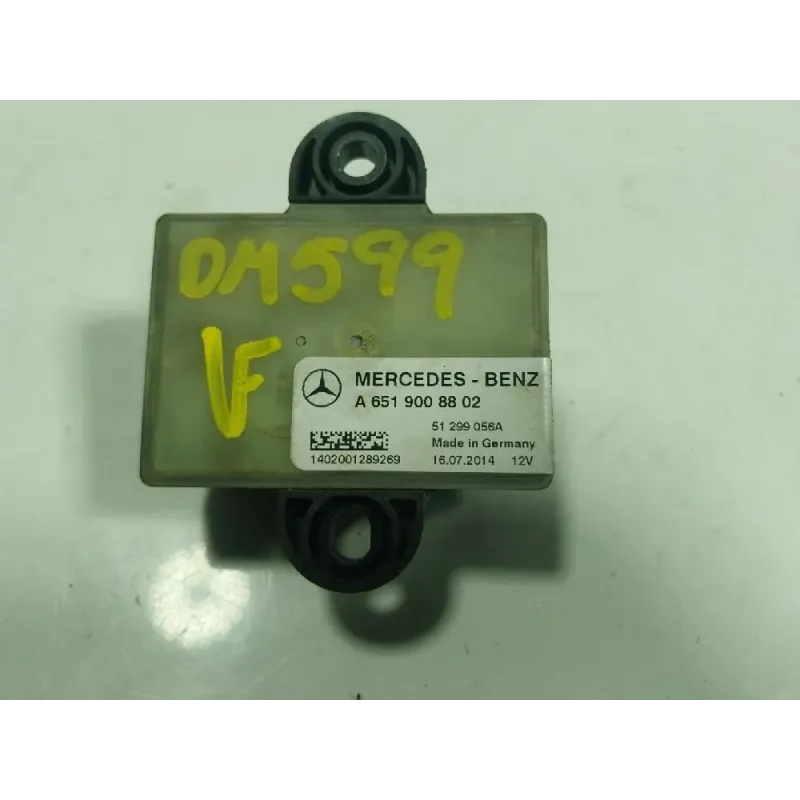 DM599
VF
MERCEDES - BENZ
A 651 900 88 02
51 299 056A
Made in Germany
1402001289269 16.07.2014 12V